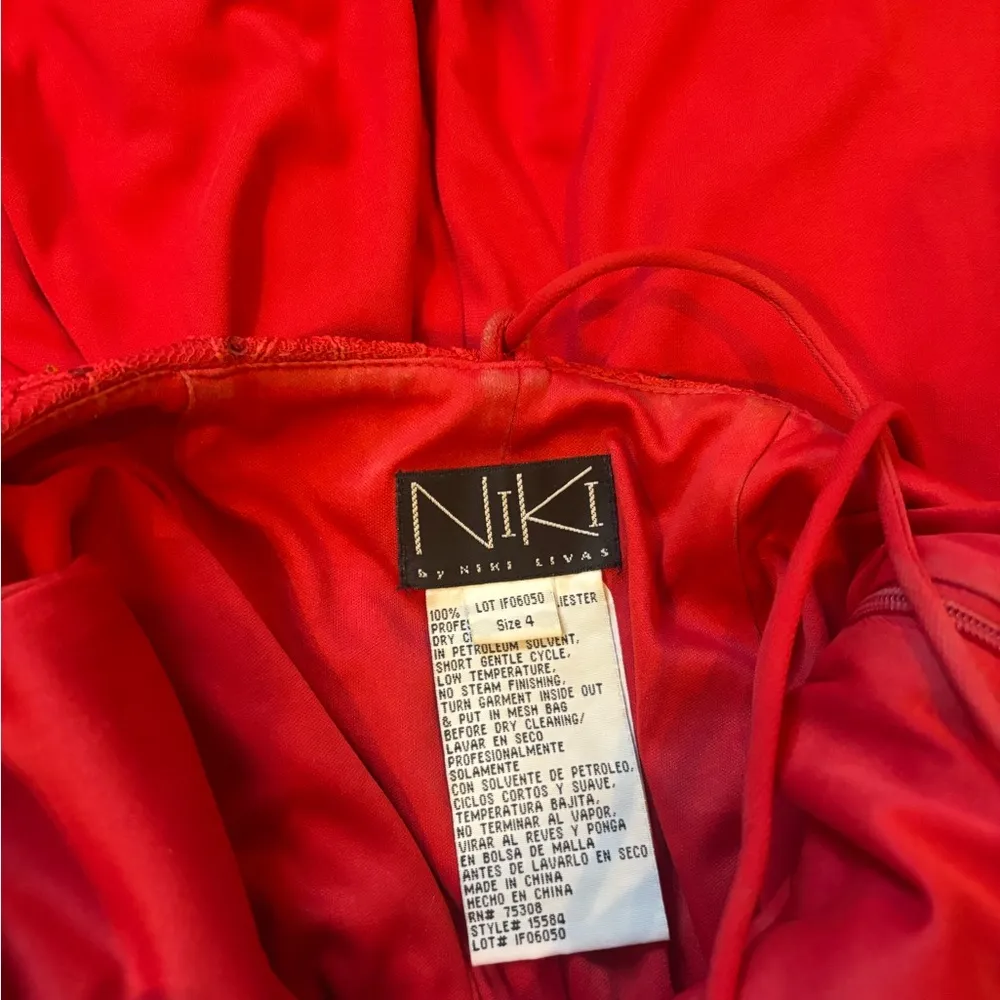 NIKI
by NIKI LIVAS
LOT IF06050
Size 4
100% IESTER
PROFE
DRY C
IN PETROLEUM SOLVENT,
SHORT GENTLE CYCLE,
LOW TEMPERATURE,
NO STEAM FINISHING,
TURN GARMENT INSIDE OUT
& PUT IN MESH BAG
BEFORE DRY CLEANING/
LAVAR EN SECO
PROFESIONALMENTE
SOLAMENTE
CON SOLVENTE DE PETROLEO,
CICLOS CORTOS Y SUAVE,
TEMPERATURA BAJITA,
NO TERMINAR AL VAPOR,
VIRAR AL REVES Y PONGA
EN BOLSA DE MALLA
ANTES DE LAVARLO EN SECO
MADE IN CHINA
HECHO EN CHINA
RN# 75308
STYLE# 15584
LOT# IF06050